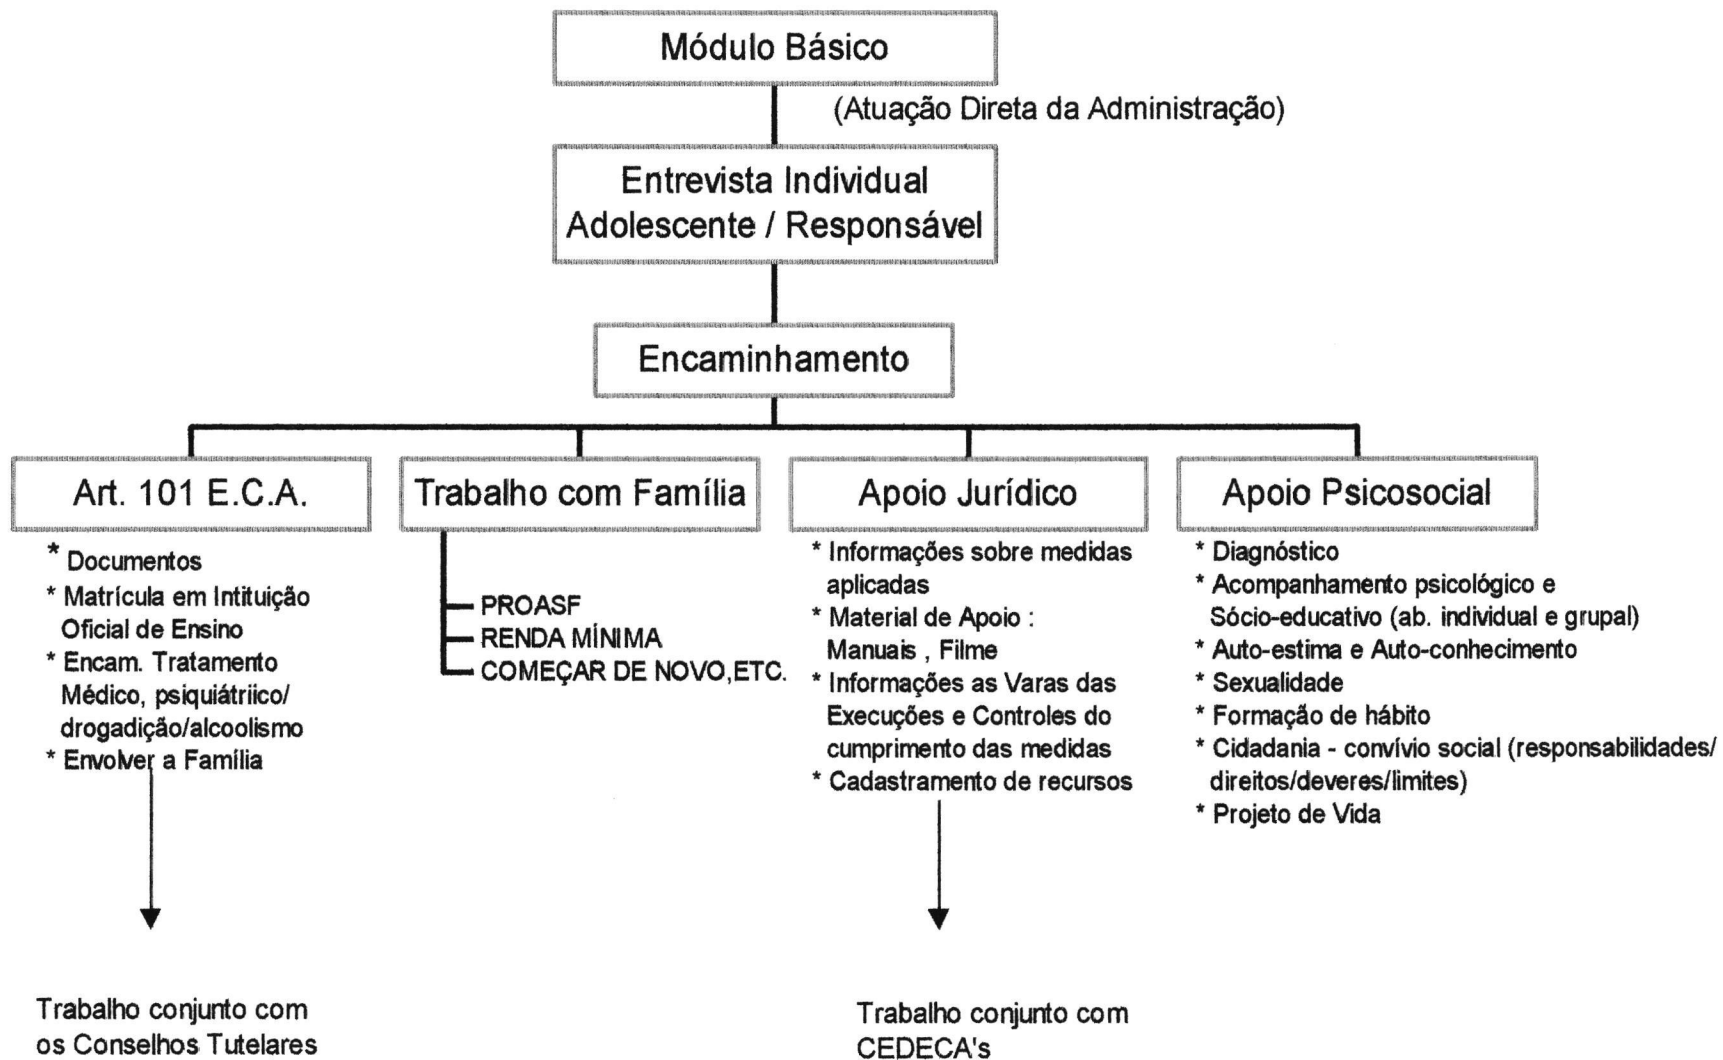 Módulo Básico
(Atuação Direta da Administração)
Entrevista Individual
Adolescente / Responsável
Encaminhamento
Art. 101 E.C.A.
* Documentos
* Matrícula em Intituição
Oficial de Ensino
* Encam. Tratamento
Médico, psiquiátriico/
drogadição/alcoolismo
* Envolver a Família
Trabalho conjunto com
os Conselhos Tutelares
Trabalho com Família
PROASF
RENDA MÍNIMA
COMEÇAR DE NOVO,ETC.
Apoio Jurídico
* Informações sobre medidas
aplicadas
* Material de Apoio :
Manuais , Filme
* Informações as Varas das
Execuções e Controles do
cumprimento das medidas
* Cadastramento de recursos
Trabalho conjunto com
CEDECA's
Apoio Psicosocial
* Diagnóstico
* Acompanhamento psicológico e
Sócio-educativo (ab. individual e grupal)
* Auto-estima e Auto-conhecimento
* Sexualidade
* Formação de hábito
* Cidadania - convívio social (responsabilidades/
direitos/deveres/limites)
* Projeto de Vida